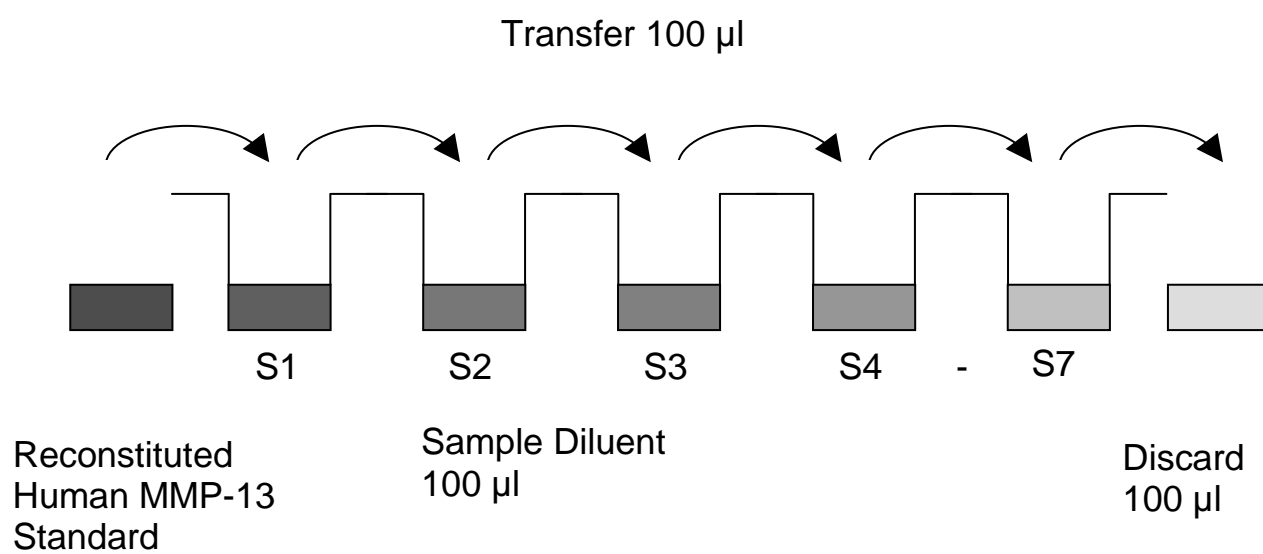 Transfer 100 µl
S1 S2 S3 S4 - S7
Reconstituted
Human MMP-13
Standard
Sample Diluent
100 µl
Discard
100 µl